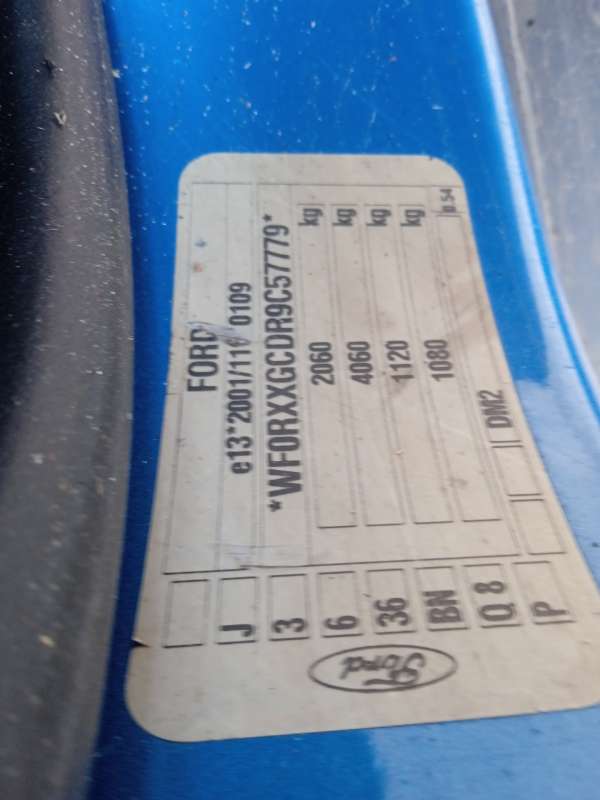 FORD
e13*2001/116*0109
*WF0RXXGCDR9C57779*
2060 kg
4060 kg
1120 kg
1080 kg
DM2
B 54
J
3
6
36
BN
Q 8
P
Ford